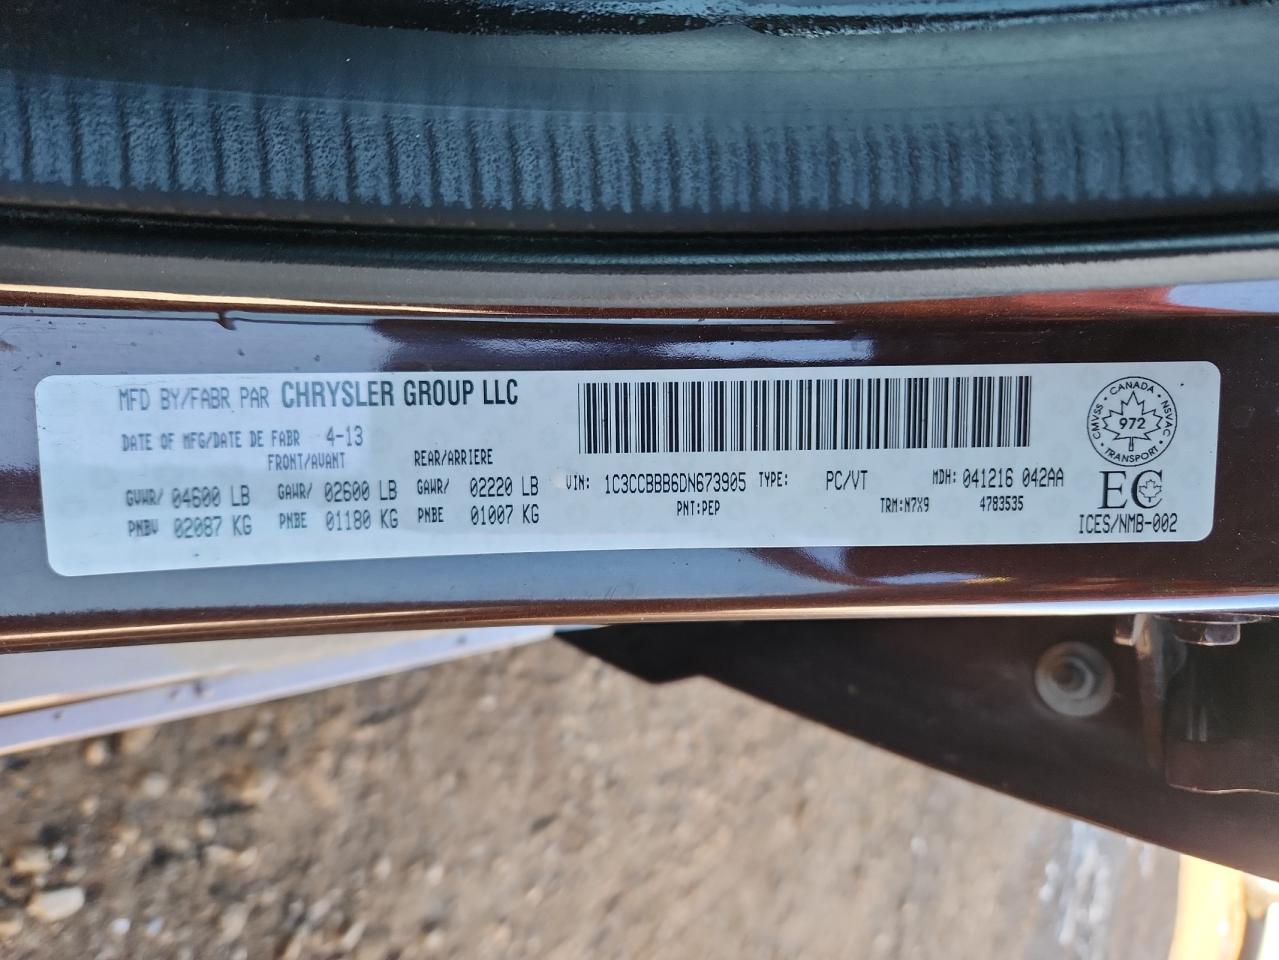 MFD BY/FABR PAR CHRYSLER GROUP LLC
DATE OF MFG/DATE DE FABR 4-13
FRONT/AVANT REAR/ARRIERE
GVWR/ 04600 LB GAWR/ 02600 LB GAWR/ 02220 LB
PNBV 02087 KG PNBE 01180 KG PNBE 01007 KG
VIN: 1C3CCBBB6DN673905 TYPE: PC/VT MDH: 041216 042AA
PNT:PEP TRM:N7X9 4783535
CANADA
CMVSS 972 NSVAC
TRANSPORT
EC
ICES/NMB-002